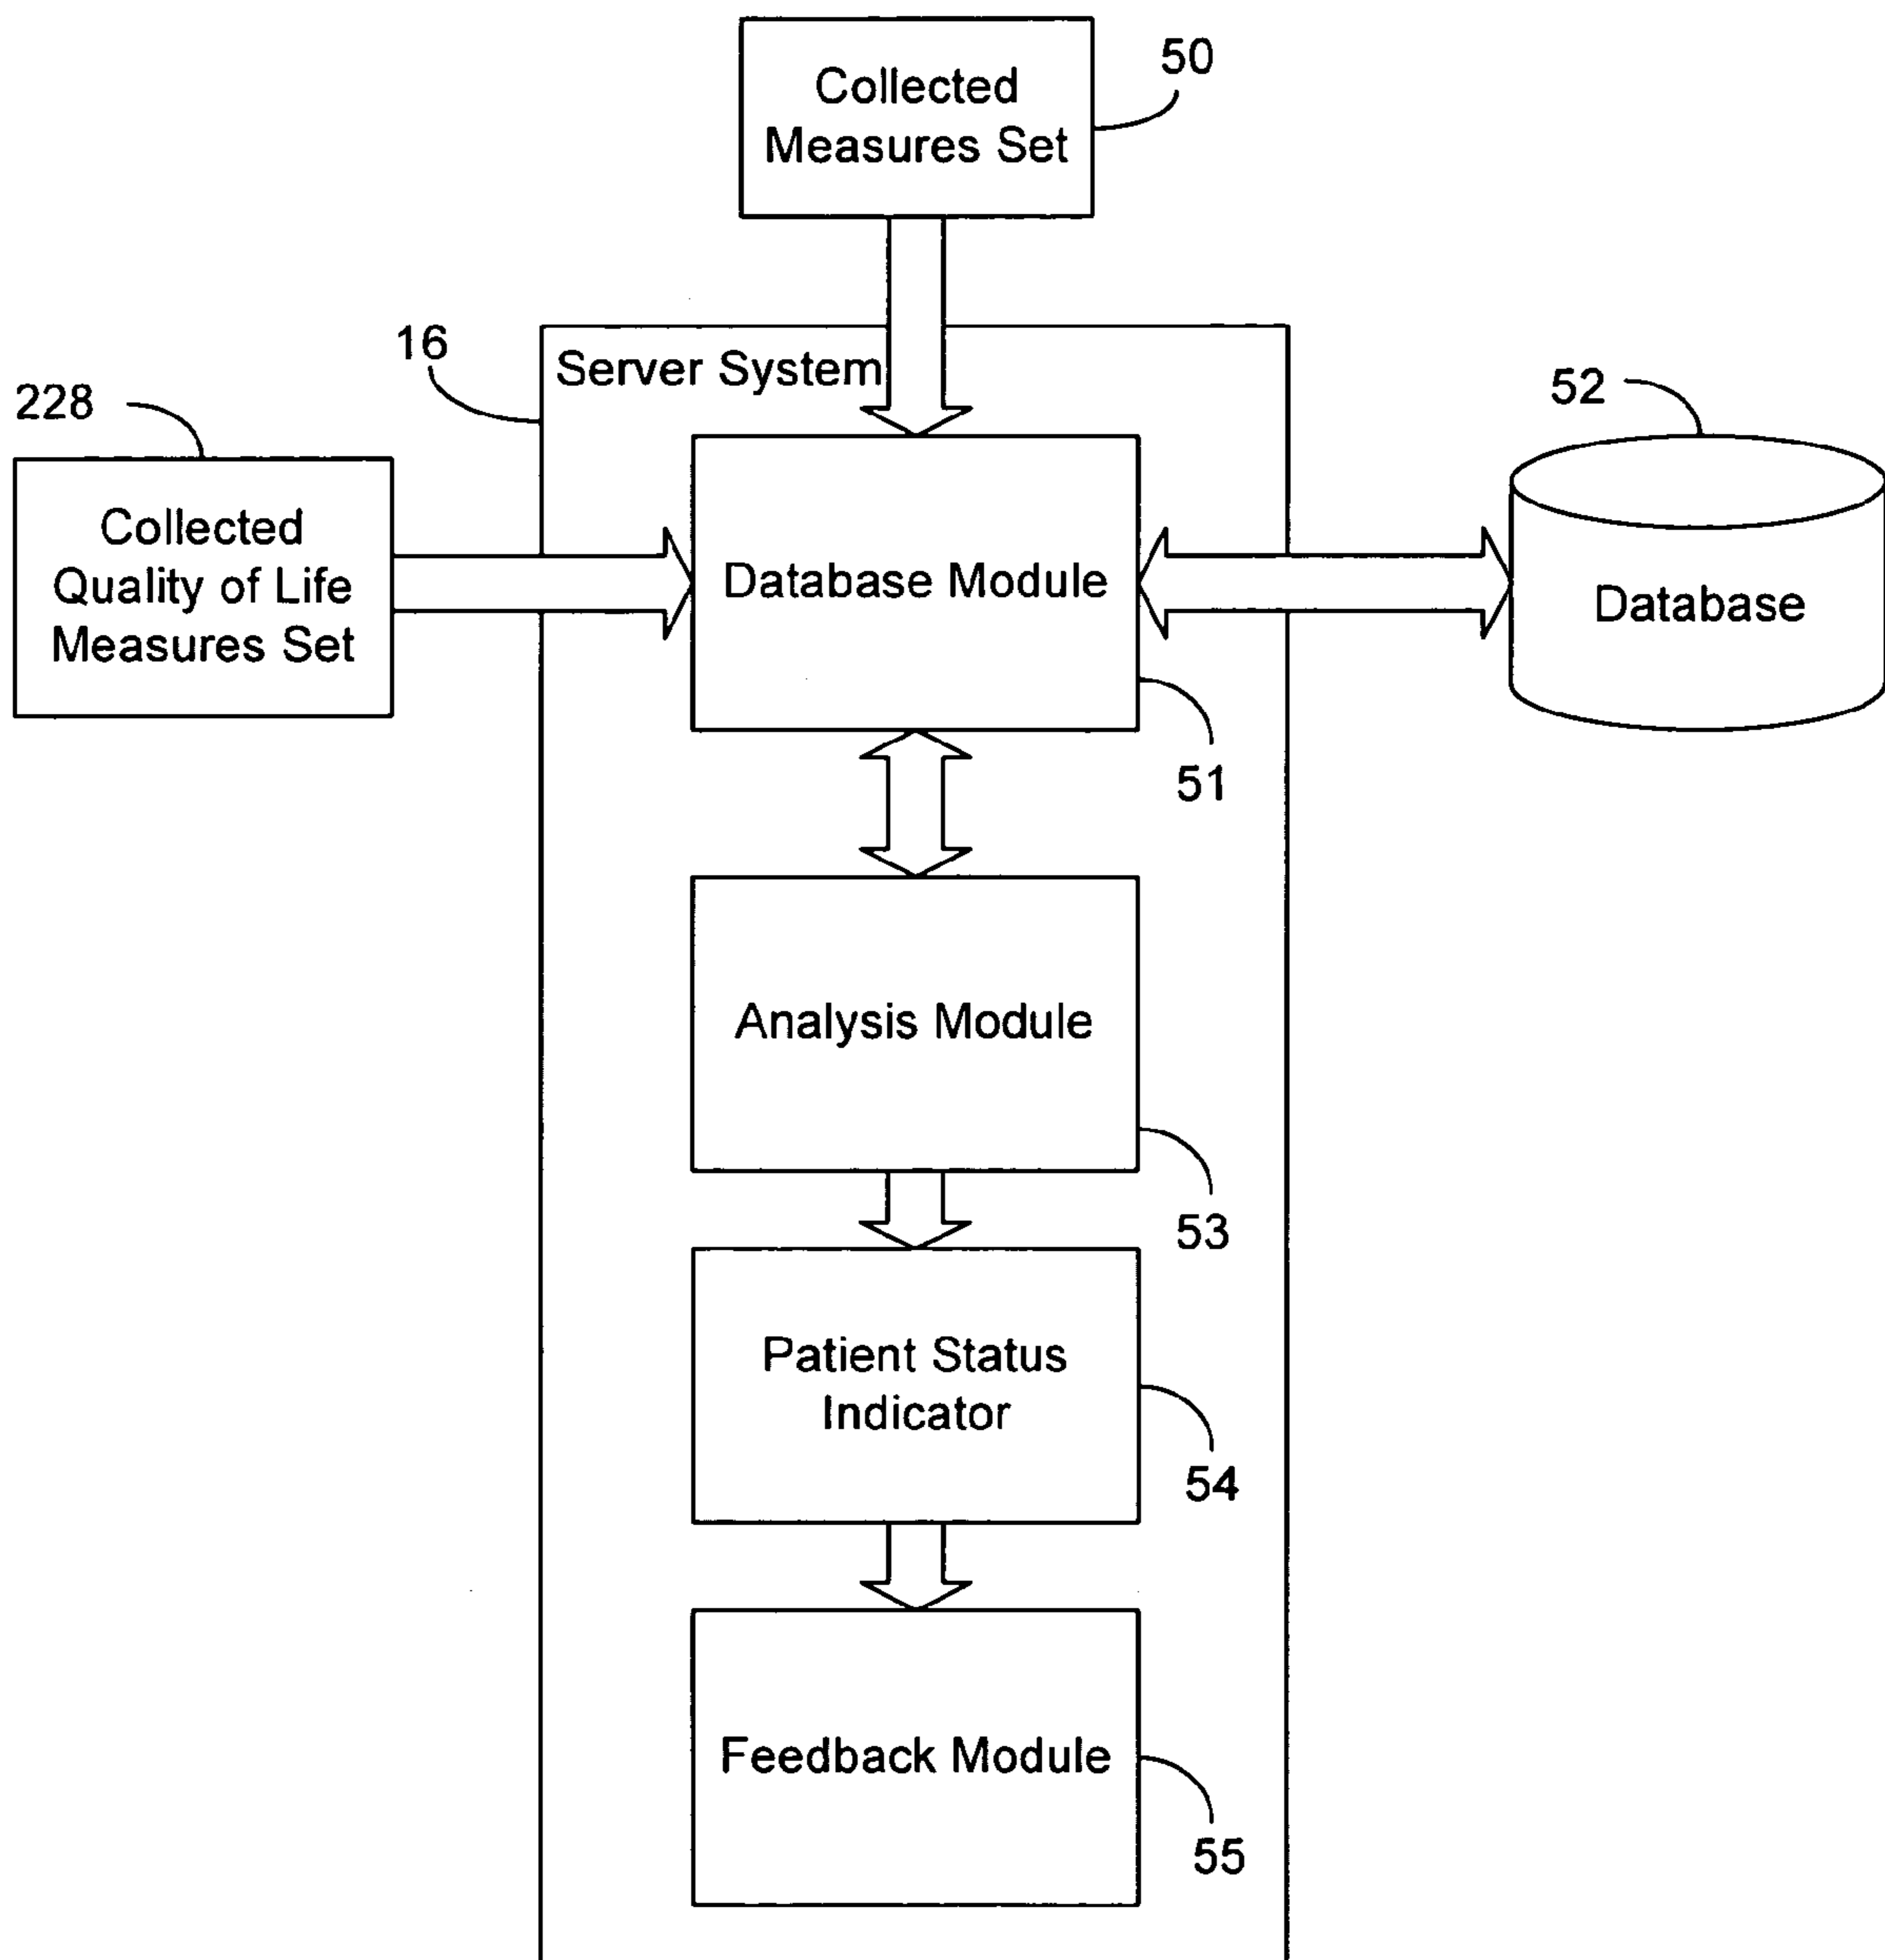 50
Collected
Measures Set
16
Server System
52
228
Collected
Quality of Life
Measures Set
Database Module
Database
51
Analysis Module
53
Patient Status
Indicator
54
Feedback Module
55